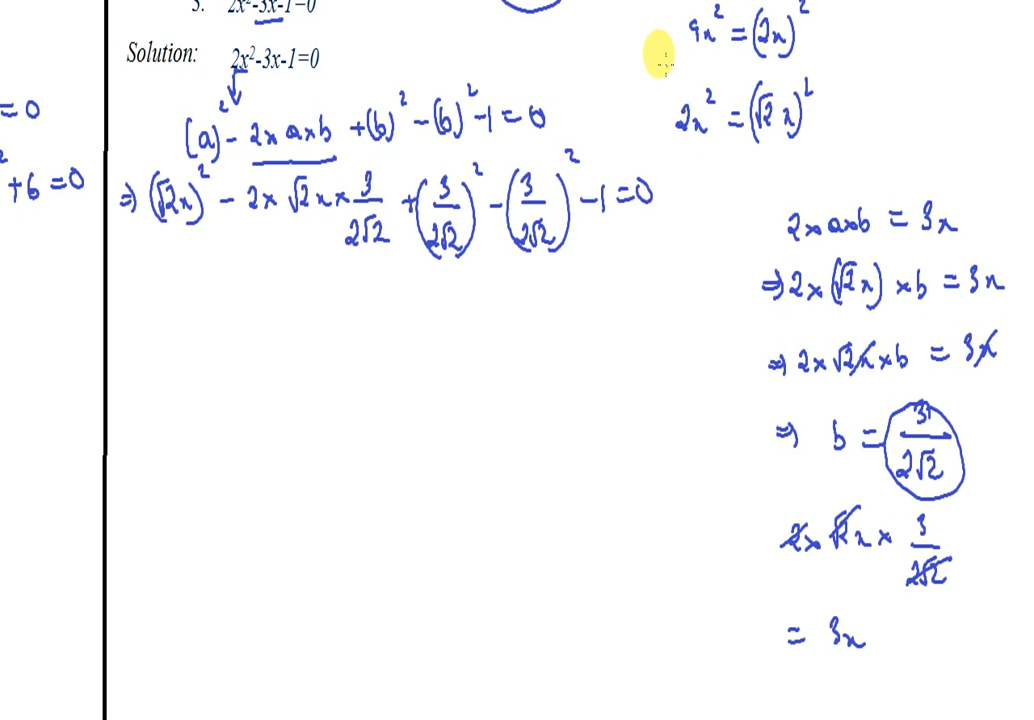 3. 2x²-3x-1=0
Solution: 2x²-3x-1=0
(a)² - 2×a×b + (b)² - (b)² - 1 = 0
⇒ (√2x)² - 2×√2x×3/2√2 + (3/2√2)² - (3/2√2)² - 1 = 0
= 0
² + 6 = 0
4x² = (2x)²
2x² = (√2x)²
2×a×b = 3x
⇒ 2×(√2x)×b = 3x
⇒ 2×√2x×b = 3x
⇒ b = 3/2√2
2×√2x×3/2√2
= 3x